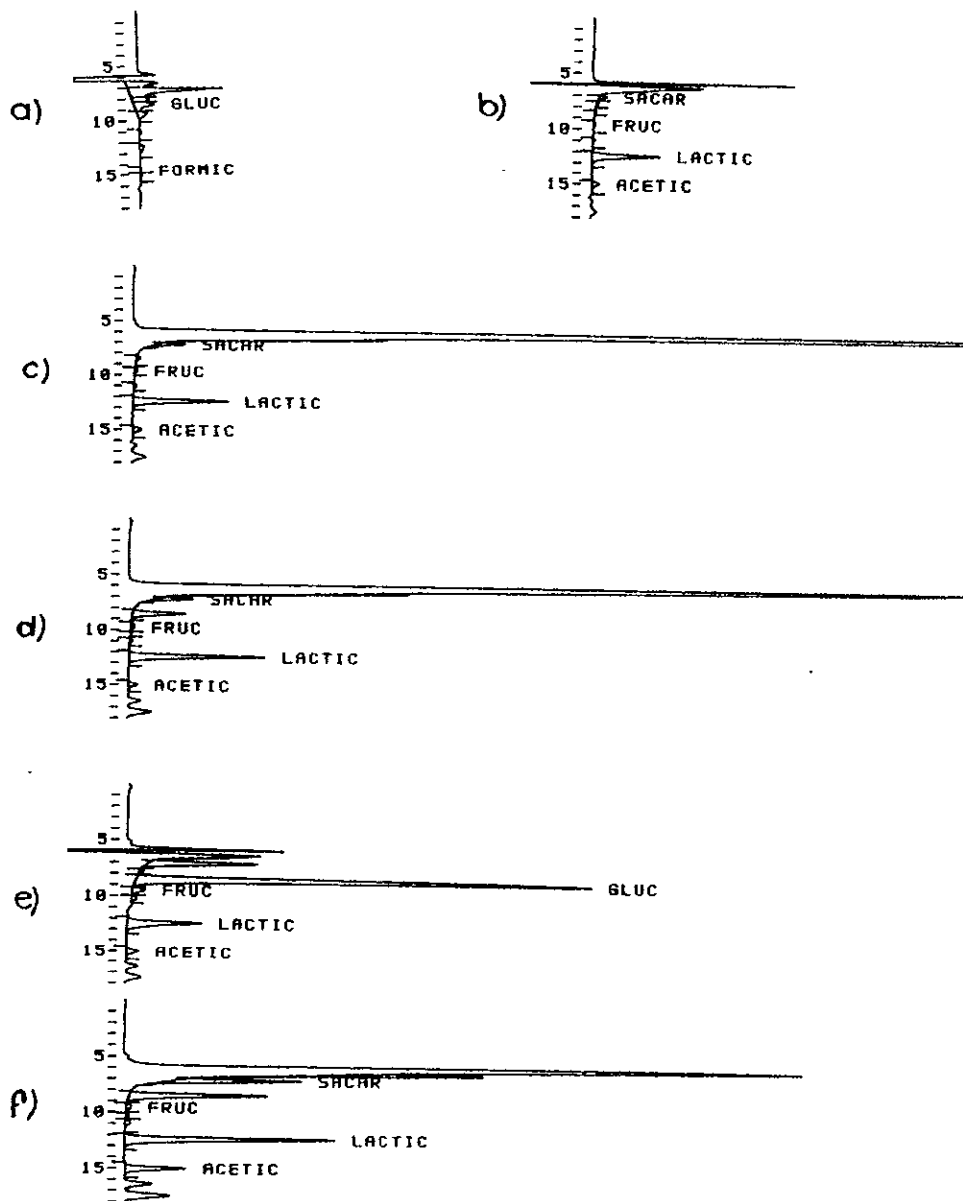 5
a)
GLUC
10
FORMIC
15
5
b)
SACAR
10
FRUC
LACTIC
15
ACETIC
5
SACAR
c)
10
FRUC
LACTIC
15
ACETIC
5
SACAR
d)
10
FRUC
LACTIC
15
ACETIC
5
e)
10
FRUC
GLUC
LACTIC
15
ACETIC
5
SACAR
f)
10
FRUC
LACTIC
15
ACETIC